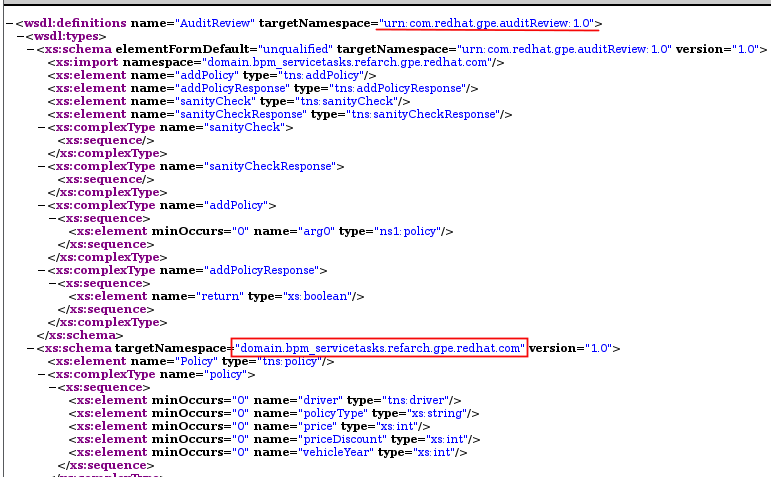 −<wsdl:definitions name="AuditReview" targetNamespace="urn:com.redhat.gpe.auditReview:1.0">
−<wsdl:types>
−<xs:schema elementFormDefault="unqualified" targetNamespace="urn:com.redhat.gpe.auditReview:1.0" version="1.0">
<xs:import namespace="domain.bpm_servicetasks.refarch.gpe.redhat.com"/>
<xs:element name="addPolicy" type="tns:addPolicy"/>
<xs:element name="addPolicyResponse" type="tns:addPolicyResponse"/>
<xs:element name="sanityCheck" type="tns:sanityCheck"/>
<xs:element name="sanityCheckResponse" type="tns:sanityCheckResponse"/>
−<xs:complexType name="sanityCheck">
<xs:sequence/>
</xs:complexType>
−<xs:complexType name="sanityCheckResponse">
<xs:sequence/>
</xs:complexType>
−<xs:complexType name="addPolicy">
−<xs:sequence>
<xs:element minOccurs="0" name="arg0" type="ns1:policy"/>
</xs:sequence>
</xs:complexType>
−<xs:complexType name="addPolicyResponse">
−<xs:sequence>
<xs:element name="return" type="xs:boolean"/>
</xs:sequence>
</xs:complexType>
</xs:schema>
−<xs:schema targetNamespace="domain.bpm_servicetasks.refarch.gpe.redhat.com" version="1.0">
<xs:element name="Policy" type="tns:policy"/>
−<xs:complexType name="policy">
−<xs:sequence>
<xs:element minOccurs="0" name="driver" type="tns:driver"/>
<xs:element minOccurs="0" name="policyType" type="xs:string"/>
<xs:element minOccurs="0" name="price" type="xs:int"/>
<xs:element minOccurs="0" name="priceDiscount" type="xs:int"/>
<xs:element minOccurs="0" name="vehicleYear" type="xs:int"/>
</xs:sequence>